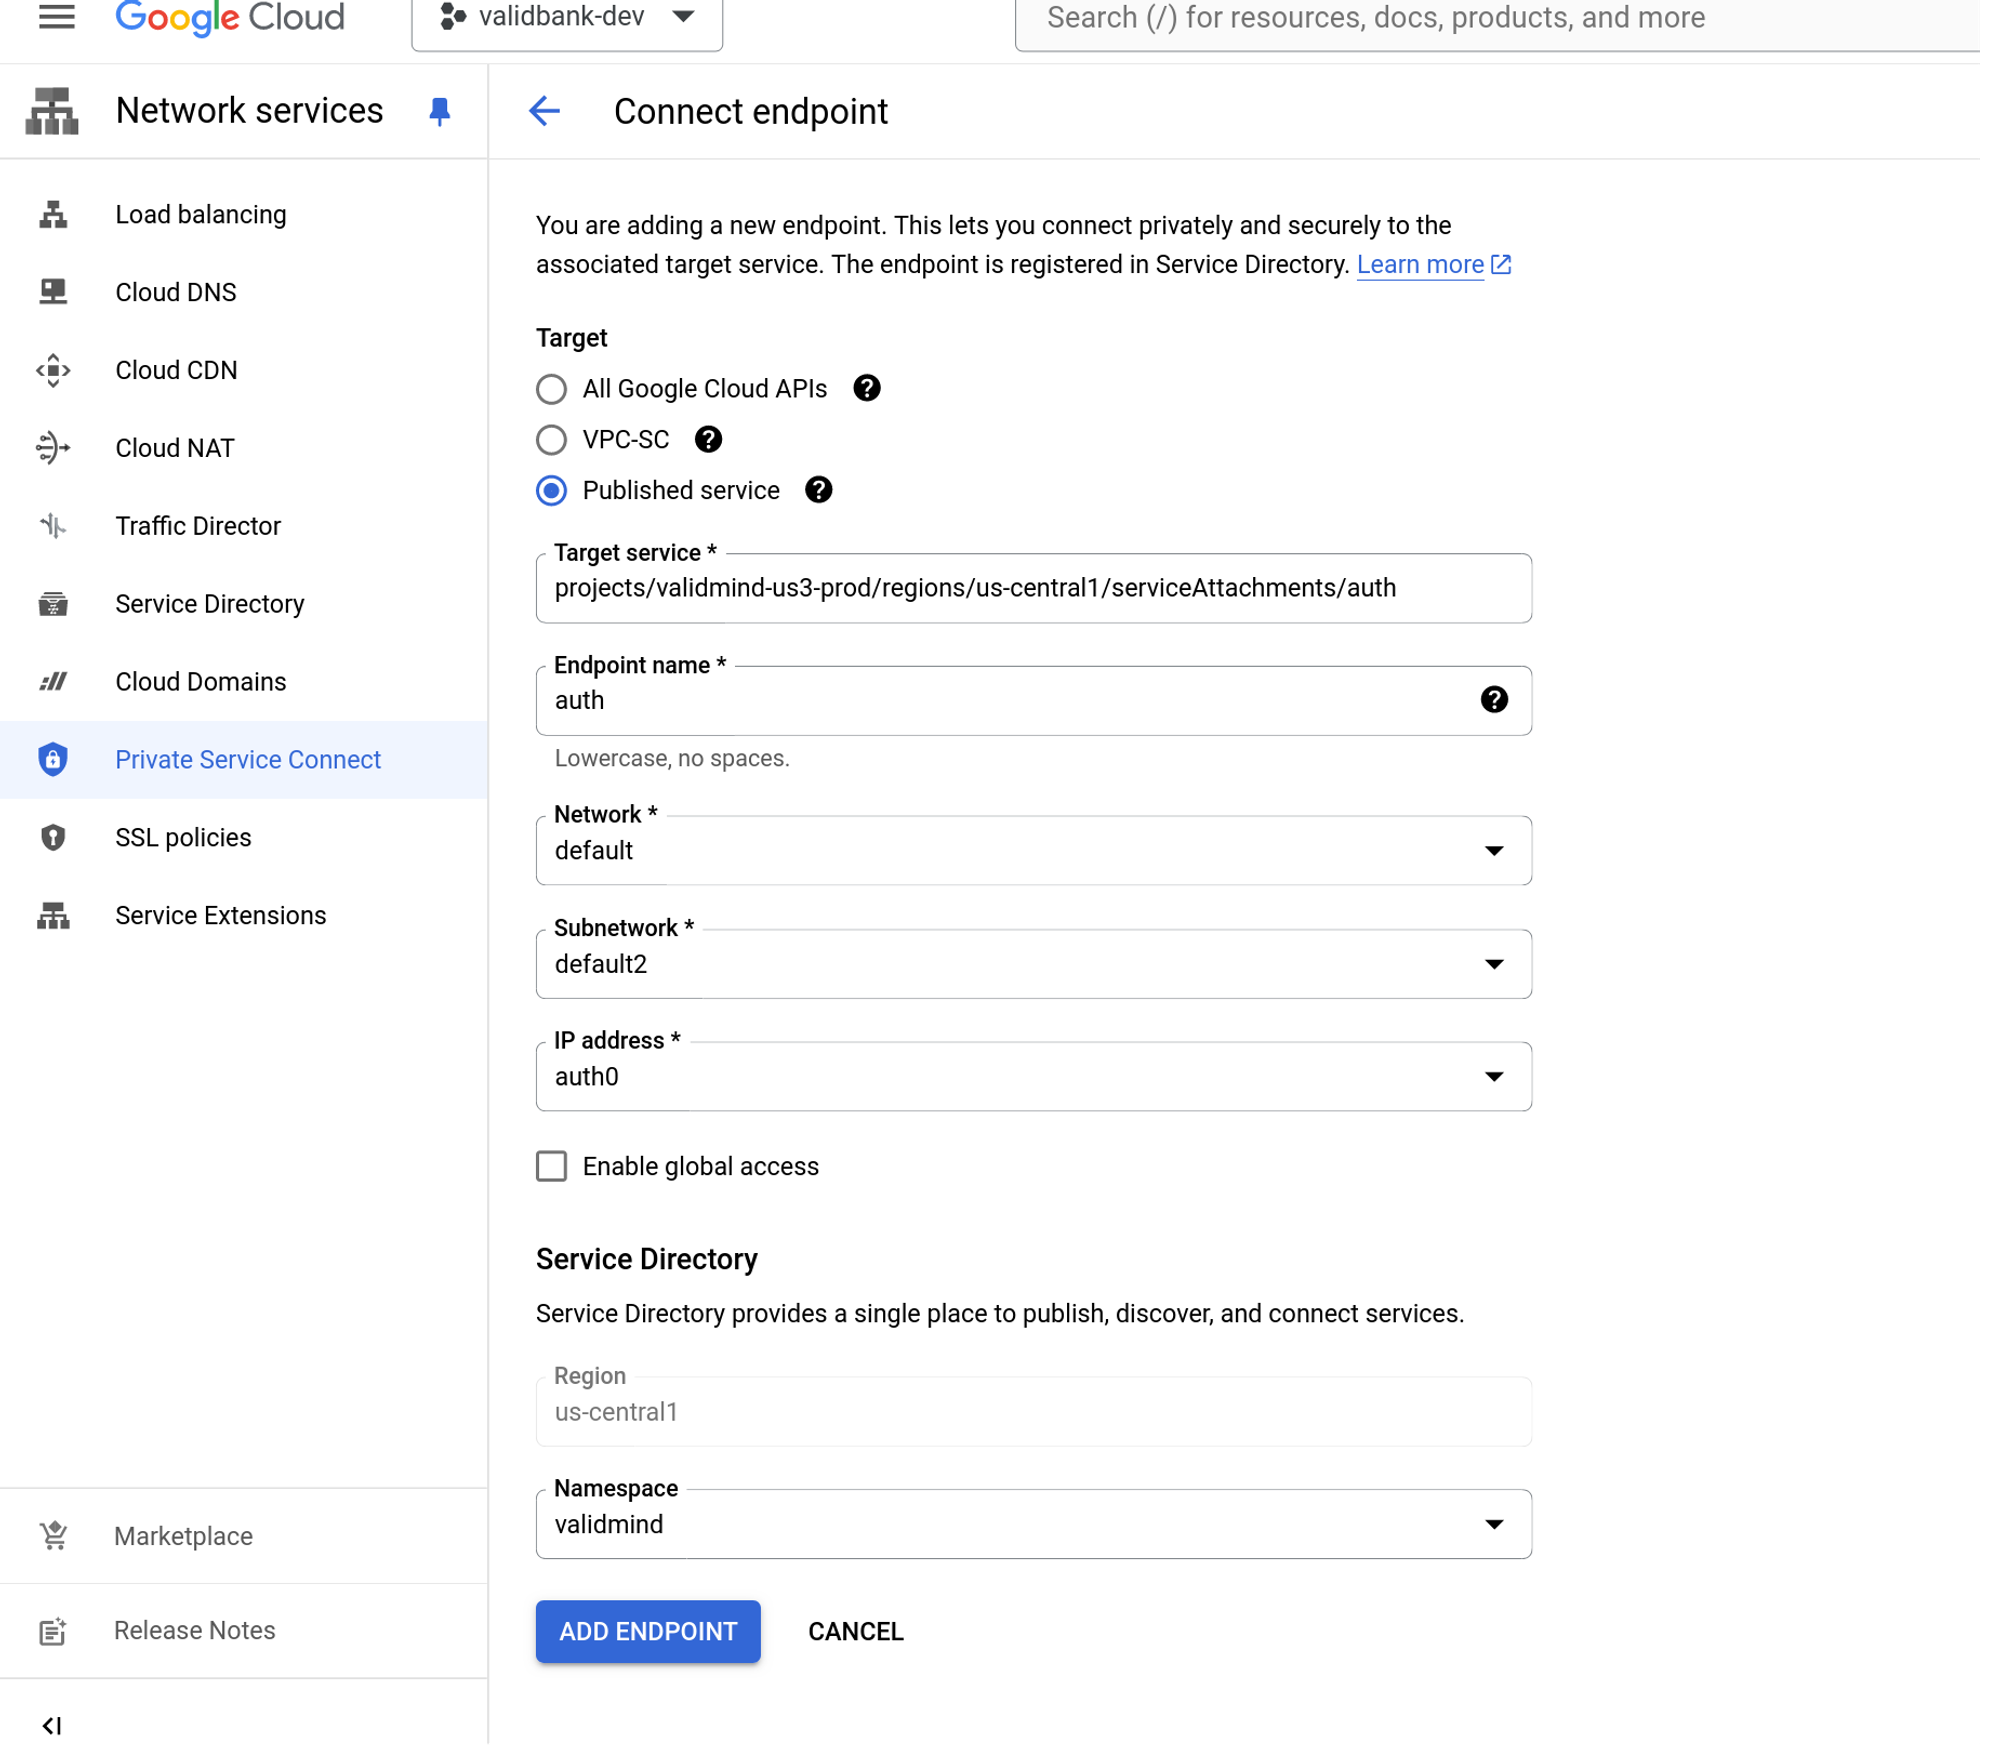 Google Cloud
validbank-dev
Search (/) for resources, docs, products, and more
Network services
Connect endpoint
Load balancing
Cloud DNS
Cloud CDN
Cloud NAT
Traffic Director
Service Directory
Cloud Domains
Private Service Connect
SSL policies
Service Extensions
Marketplace
Release Notes
You are adding a new endpoint. This lets you connect privately and securely to the
associated target service. The endpoint is registered in Service Directory. Learn more
Target
All Google Cloud APIs
VPC-SC
Published service
Target service *
projects/validmind-us3-prod/regions/us-central1/serviceAttachments/auth
Endpoint name *
auth
Lowercase, no spaces.
Network *
default
Subnetwork *
default2
IP address *
auth0
Enable global access
Service Directory
Service Directory provides a single place to publish, discover, and connect services.
Region
us-central1
Namespace
validmind
ADD ENDPOINT
CANCEL